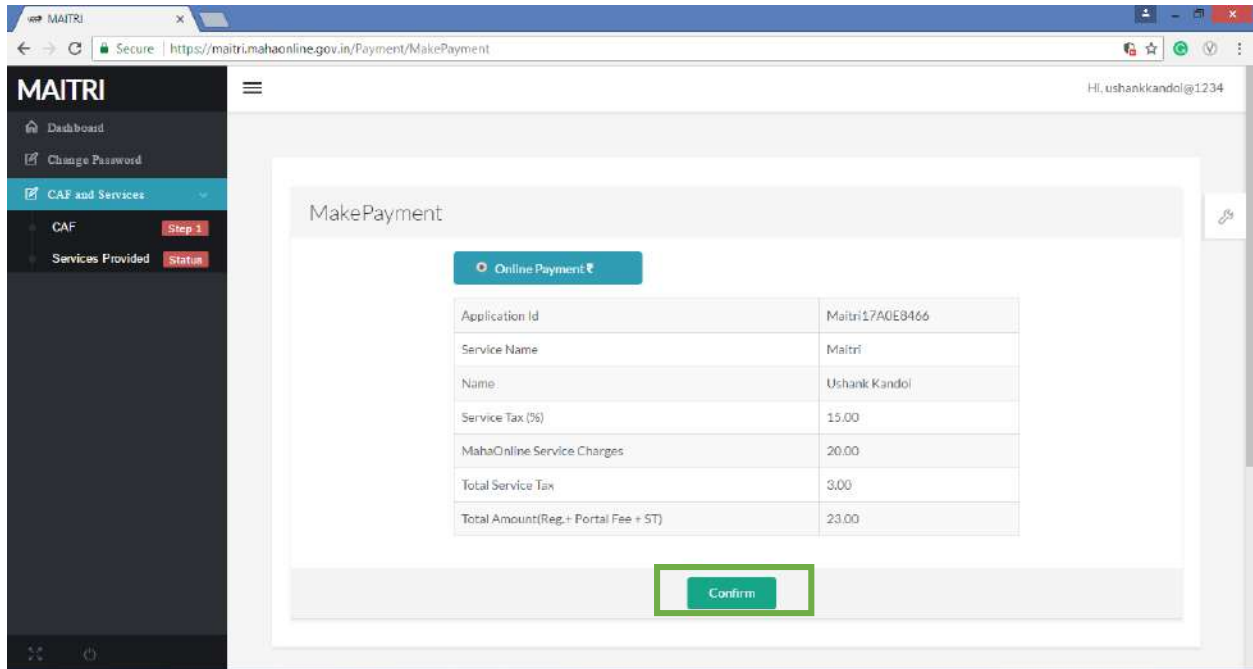 MAITRI
Secure https://maitri.mahaonline.gov.in/Payment/MakePayment
MAITRI
Hi, ushankkandoi@1234
Dashboard
Change Password
CAF and Services
CAF Step 1
Services Provided Status
MakePayment
Online Payment ₹
Application Id Maitri17A0E8466
Service Name Maitri
Name Ushank Kandoi
Service Tax (%) 15.00
MahaOnline Service Charges 20.00
Total Service Tax 3.00
Total Amount(Reg.+ Portal Fee + ST) 23.00
Confirm